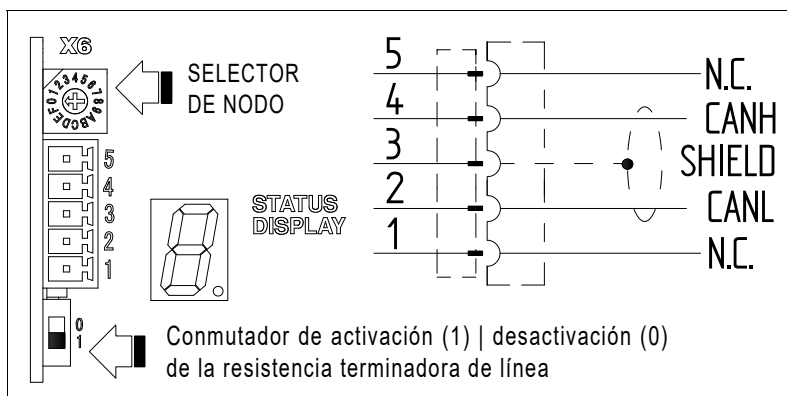 X6
0123456789ABCDEF
SELECTOR
DE NODO
5
4
3
2
1
STATUS
DISPLAY
0
1
Conmutador de activación (1) | desactivación (0)
de la resistencia terminadora de línea
5 N.C.
4 CANH
3 SHIELD
2 CANL
1 N.C.